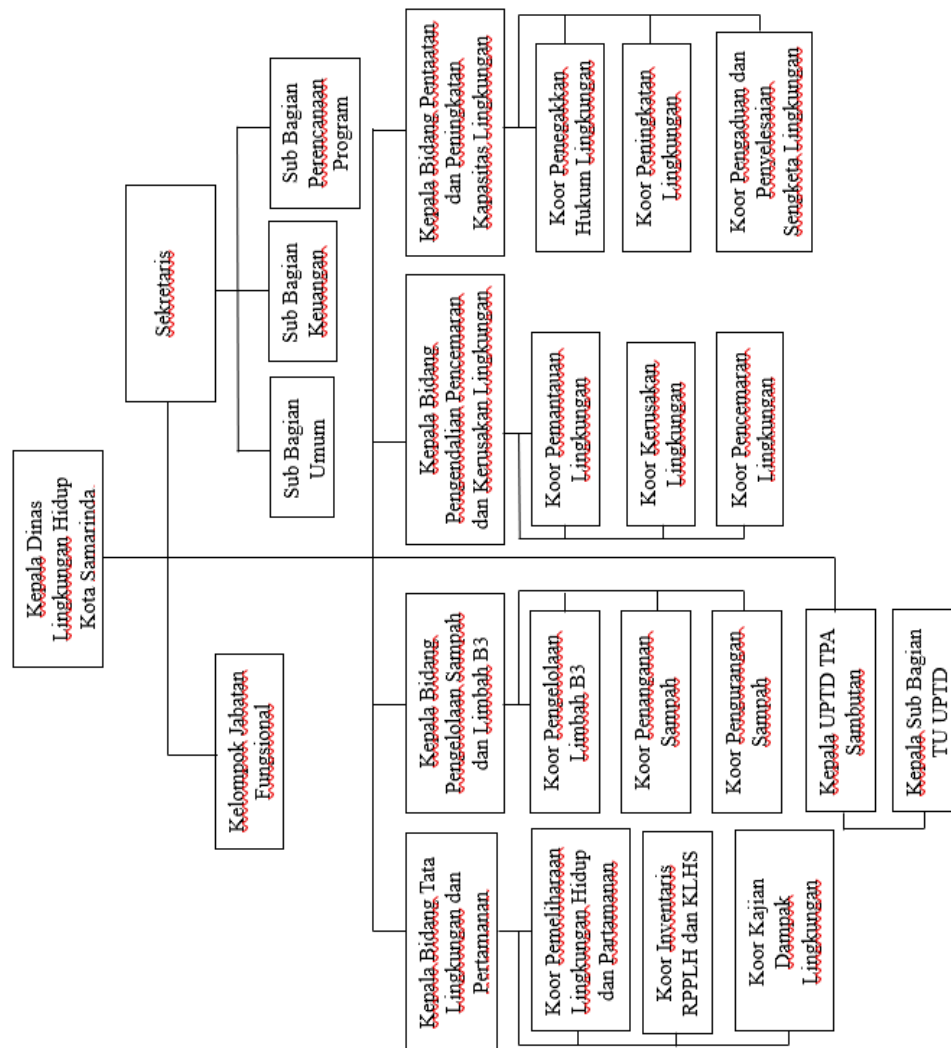 Kepala Dinas
Lingkungan Hidup
Kota Samarinda
Kelompok Jabatan
Fungsional
Sekretaris
Sub Bagian
Umum
Sub Bagian
Keuangan
Sub Bagian
Perencanaan
Program
Kepala Bidang Tata
Lingkungan dan
Pertamanan
Kepala Bidang
Pengelolaan Sampah
dan Limbah B3
Kepala Bidang
Pengendalian Pencemaran
dan Kerusakan Lingkungan
Kepala Bidang Pentaatan
dan Peningkatan
Kapasitas Lingkungan
Koor Pemeliharaan
Lingkungan Hidup
dan Partamanan
Koor Inventaris
RPPLH dan KLHS
Koor Kajian
Dampak
Lingkungan
Koor Pengelolaan
Limbah B3
Koor Penanganan
Sampah
Koor Pengurangan
Sampah
Koor Pemantauan
Lingkungan
Koor Kerusakan
Lingkungan
Koor Pencemaran
Lingkungan
Koor Penegakkan
Hukum Lingkungan
Koor Peningkatan
Lingkungan
Koor Pengaduan dan
Penyelesaian
Sengketa Lingkungan
Kepala UPTD TPA
Sambutan
Kepala Sub Bagian
TU UPTD